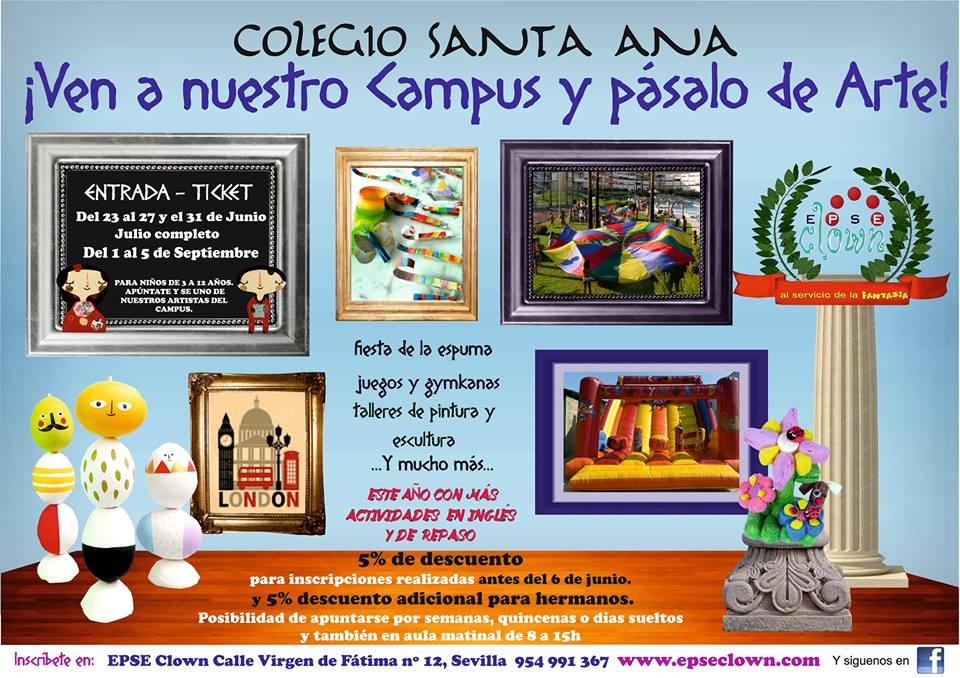 COLEGIO SANTA ANA
¡Ven a nuestro Campus y pásalo de Arte!
ENTRADA - TICKET
Del 23 al 27 y el 31 de Junio
Julio completo
Del 1 al 5 de Septiembre
PARA NIÑOS DE 3 A 12 AÑOS.
APÚNTATE Y SE UNO DE
NUESTROS ARTISTAS DEL
CAMPUS.
EPSE
clown
al servicio de la FANTASIA
fiesta de la espuma
juegos y gymkanas
talleres de pintura y
escultura
...Y mucho más...
LONDON
ESTE AÑO CON MÁS
ACTIVIDADES EN INGLÉS
Y DE REPASO
5% de descuento
para inscripciones realizadas antes del 6 de junio.
y 5% descuento adicional para hermanos.
Posibilidad de apuntarse por semanas, quincenas o días sueltos
y también en aula matinal de 8 a 15h
Inscríbete en: EPSE Clown Calle Virgen de Fátima nº 12, Sevilla 954 991 367 www.epseclown.com Y siguenos en f